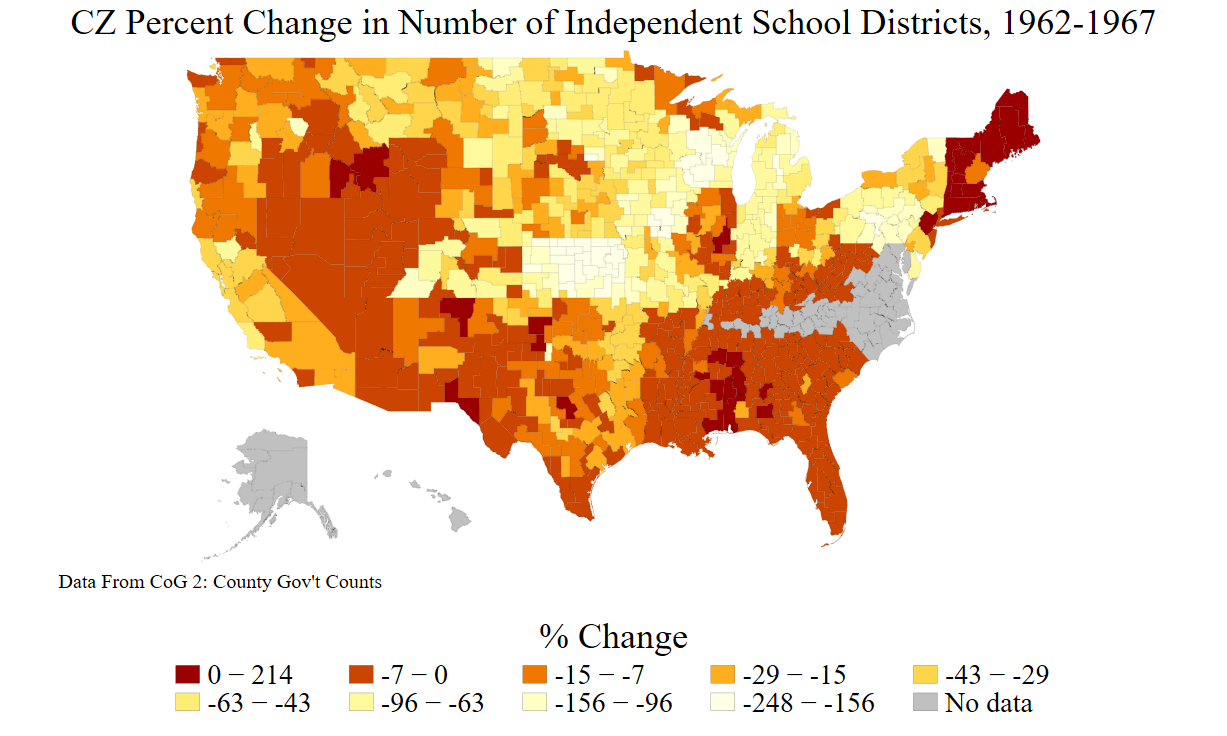 CZ Percent Change in Number of Independent School Districts, 1962-1967
Data From CoG 2: County Gov't Counts
% Change
0 − 214 -7 − 0 -15 − -7 -29 − -15 -43 − -29
-63 − -43 -96 − -63 -156 − -96 -248 − -156 No data